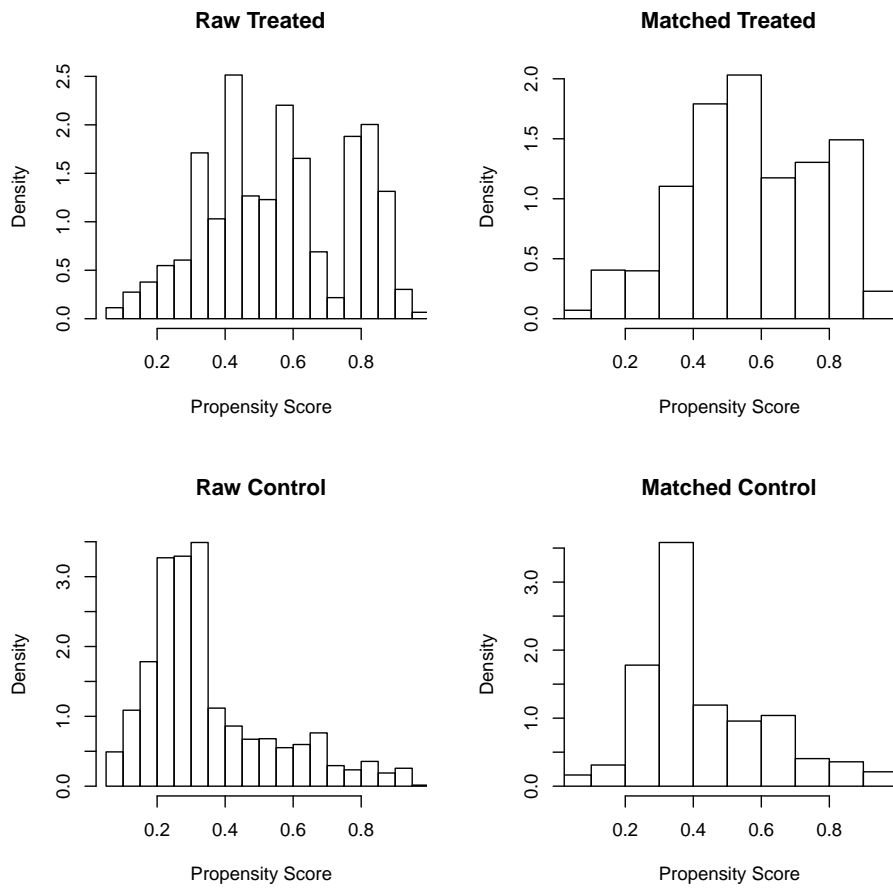 Raw Treated
Density
0.0 0.5 1.0 1.5 2.0 2.5
0.2 0.4 0.6 0.8
Propensity Score
Matched Treated
Density
0.0 0.5 1.0 1.5 2.0
0.2 0.4 0.6 0.8
Propensity Score
Raw Control
Density
0.0 1.0 2.0 3.0
0.2 0.4 0.6 0.8
Propensity Score
Matched Control
Density
0.0 1.0 2.0 3.0
0.2 0.4 0.6 0.8
Propensity Score